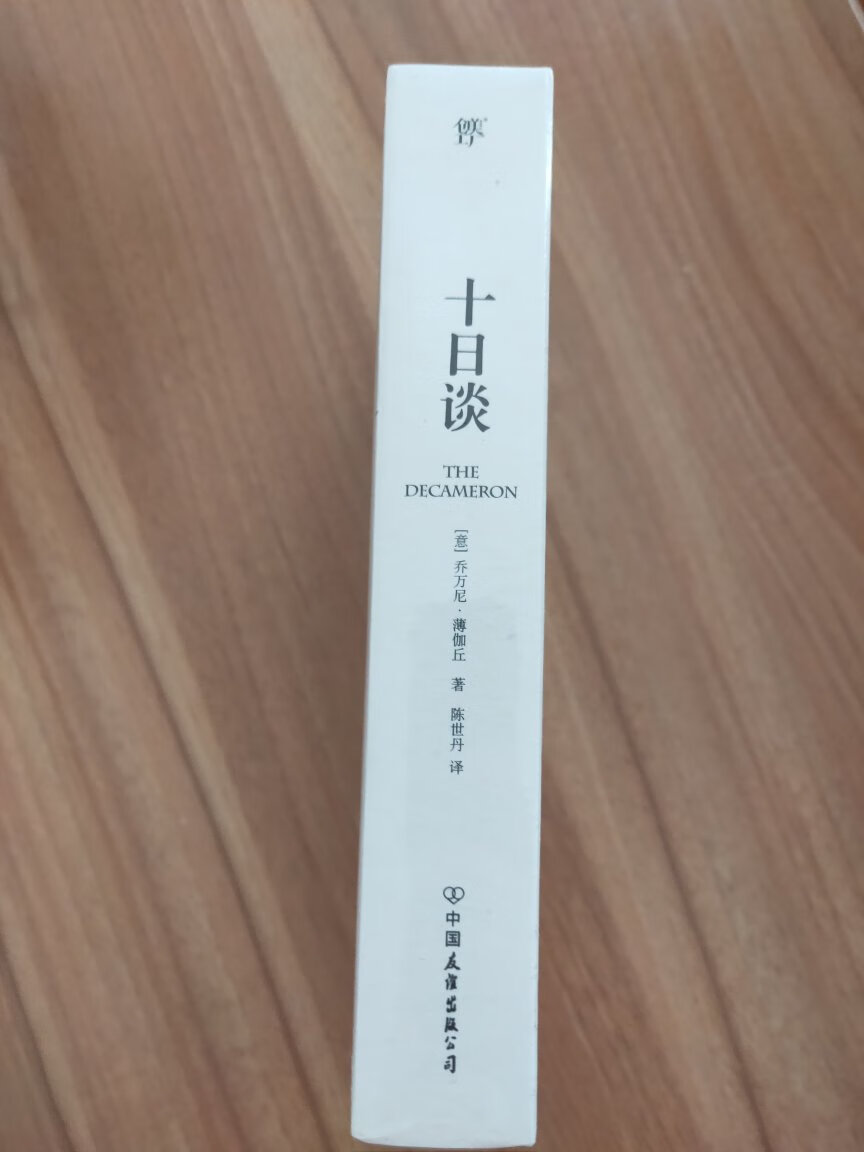 十日谈
THE
DECAMERON
[意] 乔万尼·薄伽丘 著 陈世丹 译
中国友谊出版公司